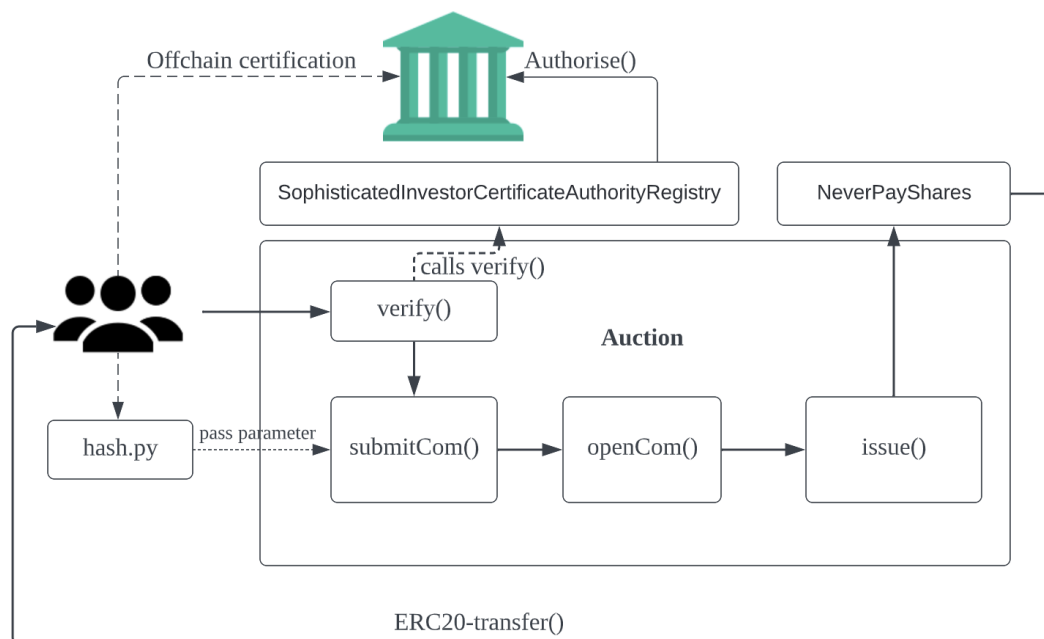 Offchain certification
Authorise()
SophisticatedInvestorCertificateAuthorityRegistry
NeverPayShares
calls verify()
verify()
Auction
hash.py
pass parameter
submitCom()
openCom()
issue()
ERC20-transfer()